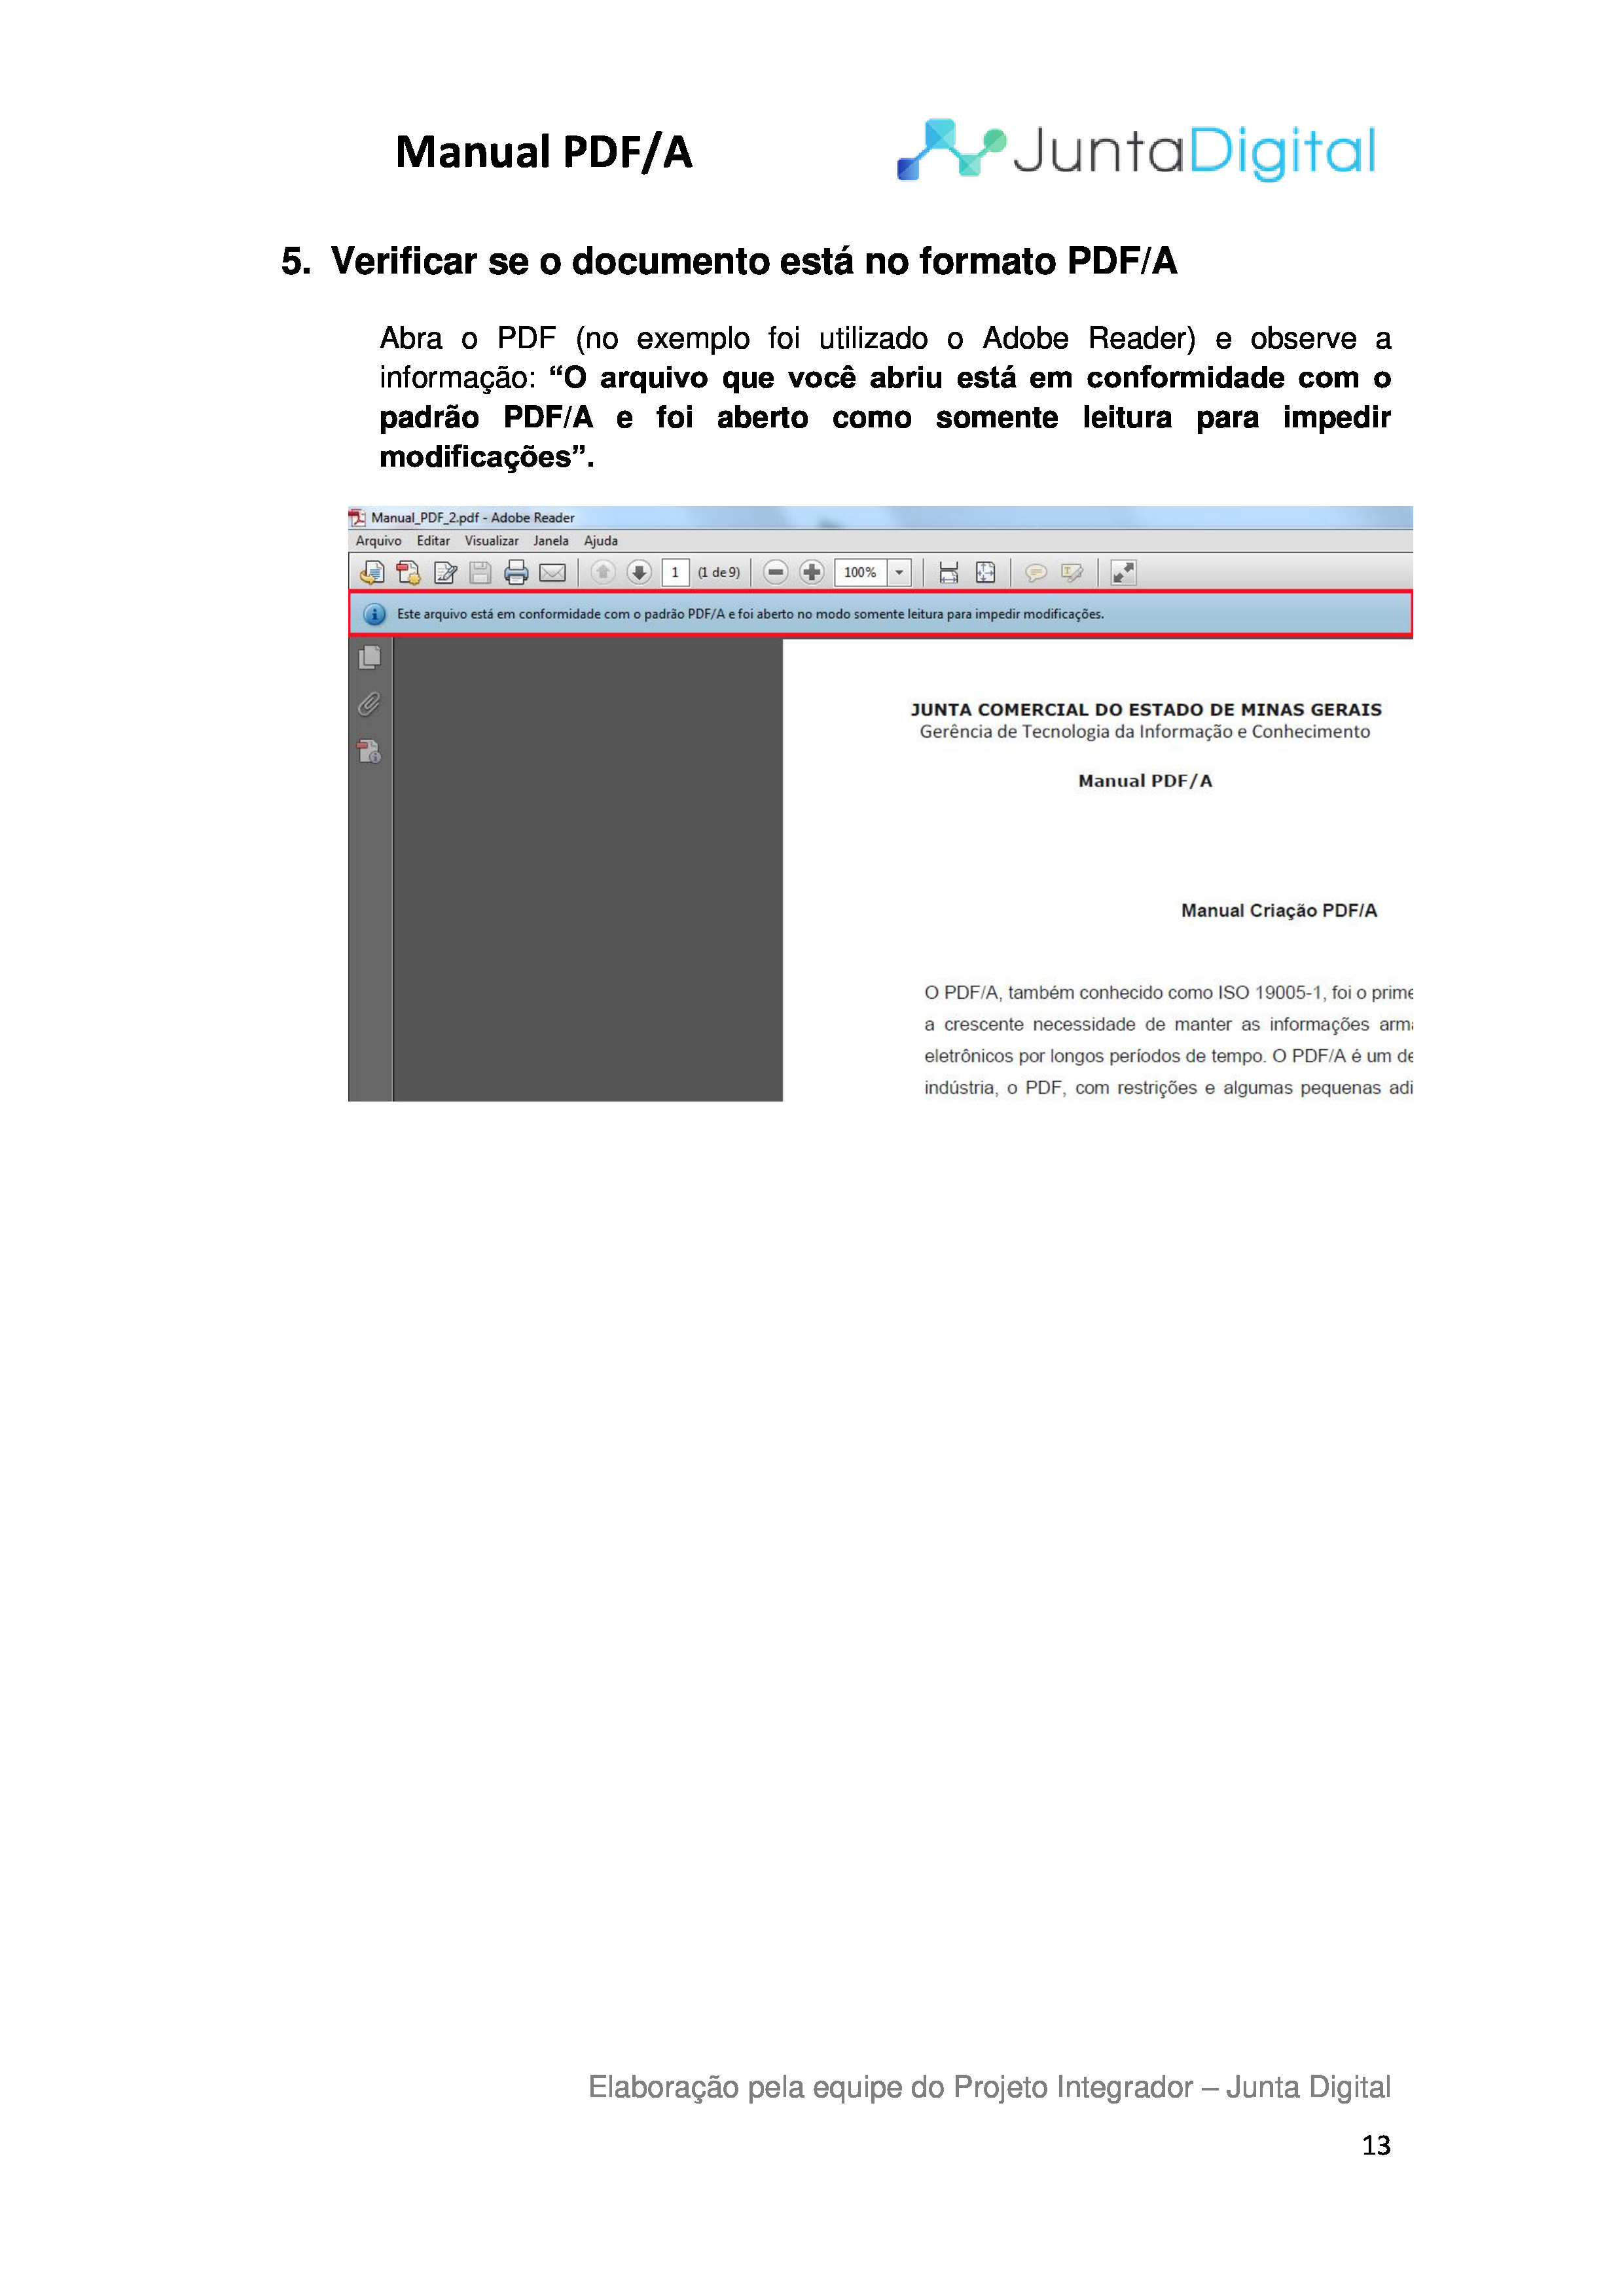 Manual PDF/A
JuntaDigital
5. Verificar se o documento está no formato PDF/A
Abra o PDF (no exemplo foi utilizado o Adobe Reader) e observe a
informação: “O arquivo que você abriu está em conformidade com o
padrão PDF/A e foi aberto como somente leitura para impedir
modificações”.
Manual_PDF_2.pdf - Adobe Reader
Arquivo Editar Visualizar Janela Ajuda
1 (1 de 9) 100%
Este arquivo está em conformidade com o padrão PDF/A e foi aberto no modo somente leitura para impedir modificações.
JUNTA COMERCIAL DO ESTADO DE MINAS GERAIS
Gerência de Tecnologia da Informação e Conhecimento
Manual PDF/A
Manual Criação PDF/A
O PDF/A, também conhecido como ISO 19005-1, foi o prime
a crescente necessidade de manter as informações arm
eletrônicos por longos períodos de tempo. O PDF/A é um de
indústria, o PDF, com restrições e algumas pequenas adi
Elaboração pela equipe do Projeto Integrador – Junta Digital
13